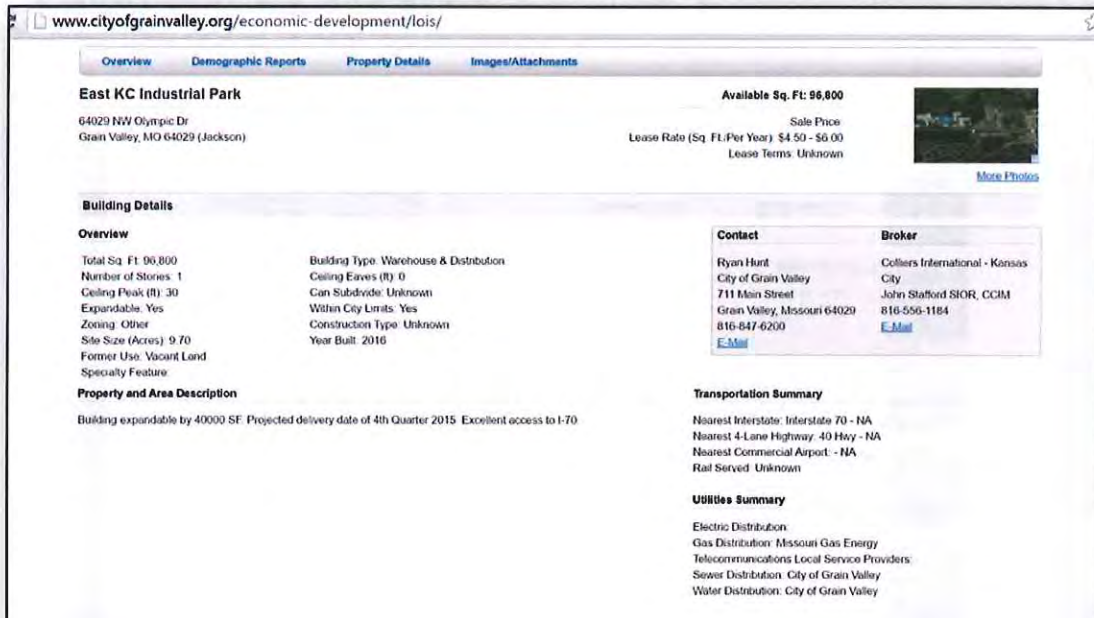 www.cityofgrainvalley.org/economic-development/lois/
Overview Demographic Reports Property Details Images/Attachments
East KC Industrial Park
64029 NW Olympic Dr
Grain Valley, MO 64029 (Jackson)
Available Sq. Ft: 96,800
Sale Price:
Lease Rate (Sq. Ft./Per Year): $4.50 - $6.00
Lease Terms: Unknown
More Photos
Building Details
Overview
Total Sq. Ft: 96,800
Number of Stories: 1
Ceiling Peak (ft): 30
Expandable: Yes
Zoning: Other
Site Size (Acres): 9.70
Former Use: Vacant Land
Specialty Feature:
Building Type: Warehouse & Distribution
Ceiling Eaves (ft): 0
Can Subdivide: Unknown
Within City Limits: Yes
Construction Type: Unknown
Year Built: 2016
Contact
Ryan Hunt
City of Grain Valley
711 Main Street
Grain Valley, Missouri 64029
816-847-6200
E-Mail
Broker
Colliers International - Kansas
City
John Stafford SIOR, CCIM
816-556-1184
E-Mail
Property and Area Description
Building expandable by 40000 SF. Projected delivery date of 4th Quarter 2015. Excellent access to I-70.
Transportation Summary
Nearest Interstate: Interstate 70 - NA
Nearest 4-Lane Highway: 40 Hwy - NA
Nearest Commercial Airport: - NA
Rail Served: Unknown
Utilities Summary
Electric Distribution:
Gas Distribution: Missouri Gas Energy
Telecommunications Local Service Providers:
Sewer Distribution: City of Grain Valley
Water Distribution: City of Grain Valley